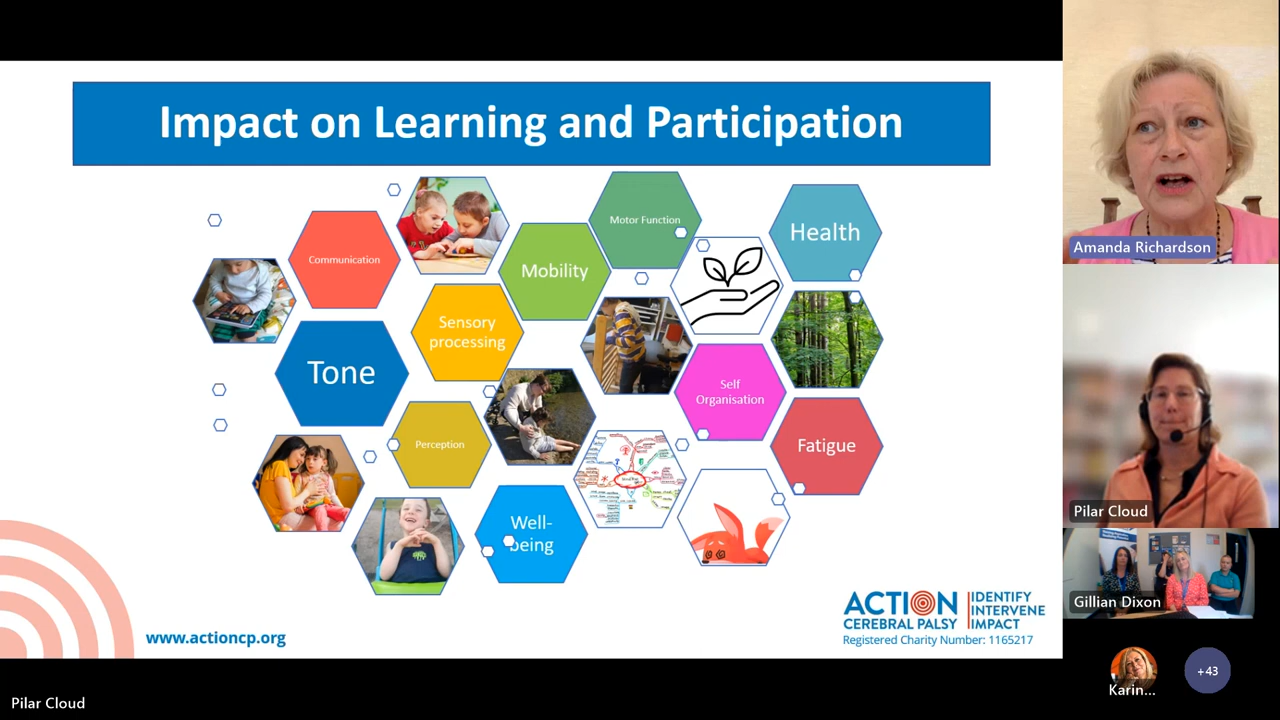 Impact on Learning and Participation
Communication
Motor Function
Health
Mobility
Sensory
processing
Tone
Self
Organisation
Perception
Fatigue
Well-
being
www.actioncp.org
ACTION
CEREBRAL PALSY
IDENTIFY
INTERVENE
IMPACT
Registered Charity Number: 1165217
Pilar Cloud
Amanda Richardson
Pilar Cloud
Gillian Dixon
Karin...
+43